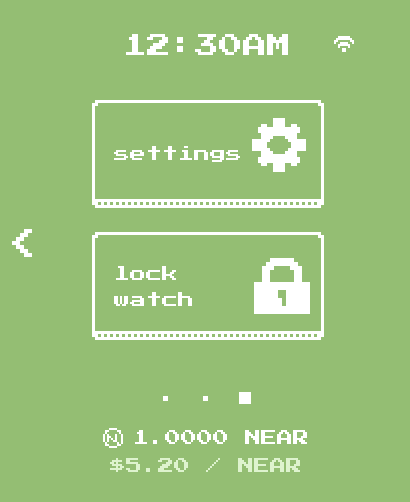 12:30AM
settings
lock
watch
1.0000 NEAR
$5.20 / NEAR